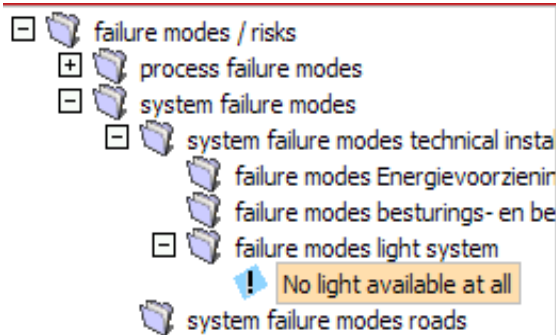 failure modes / risks
process failure modes
system failure modes
system failure modes technical insta
failure modes Energievoorzienin
failure modes besturings- en be
failure modes light system
No light available at all
system failure modes roads